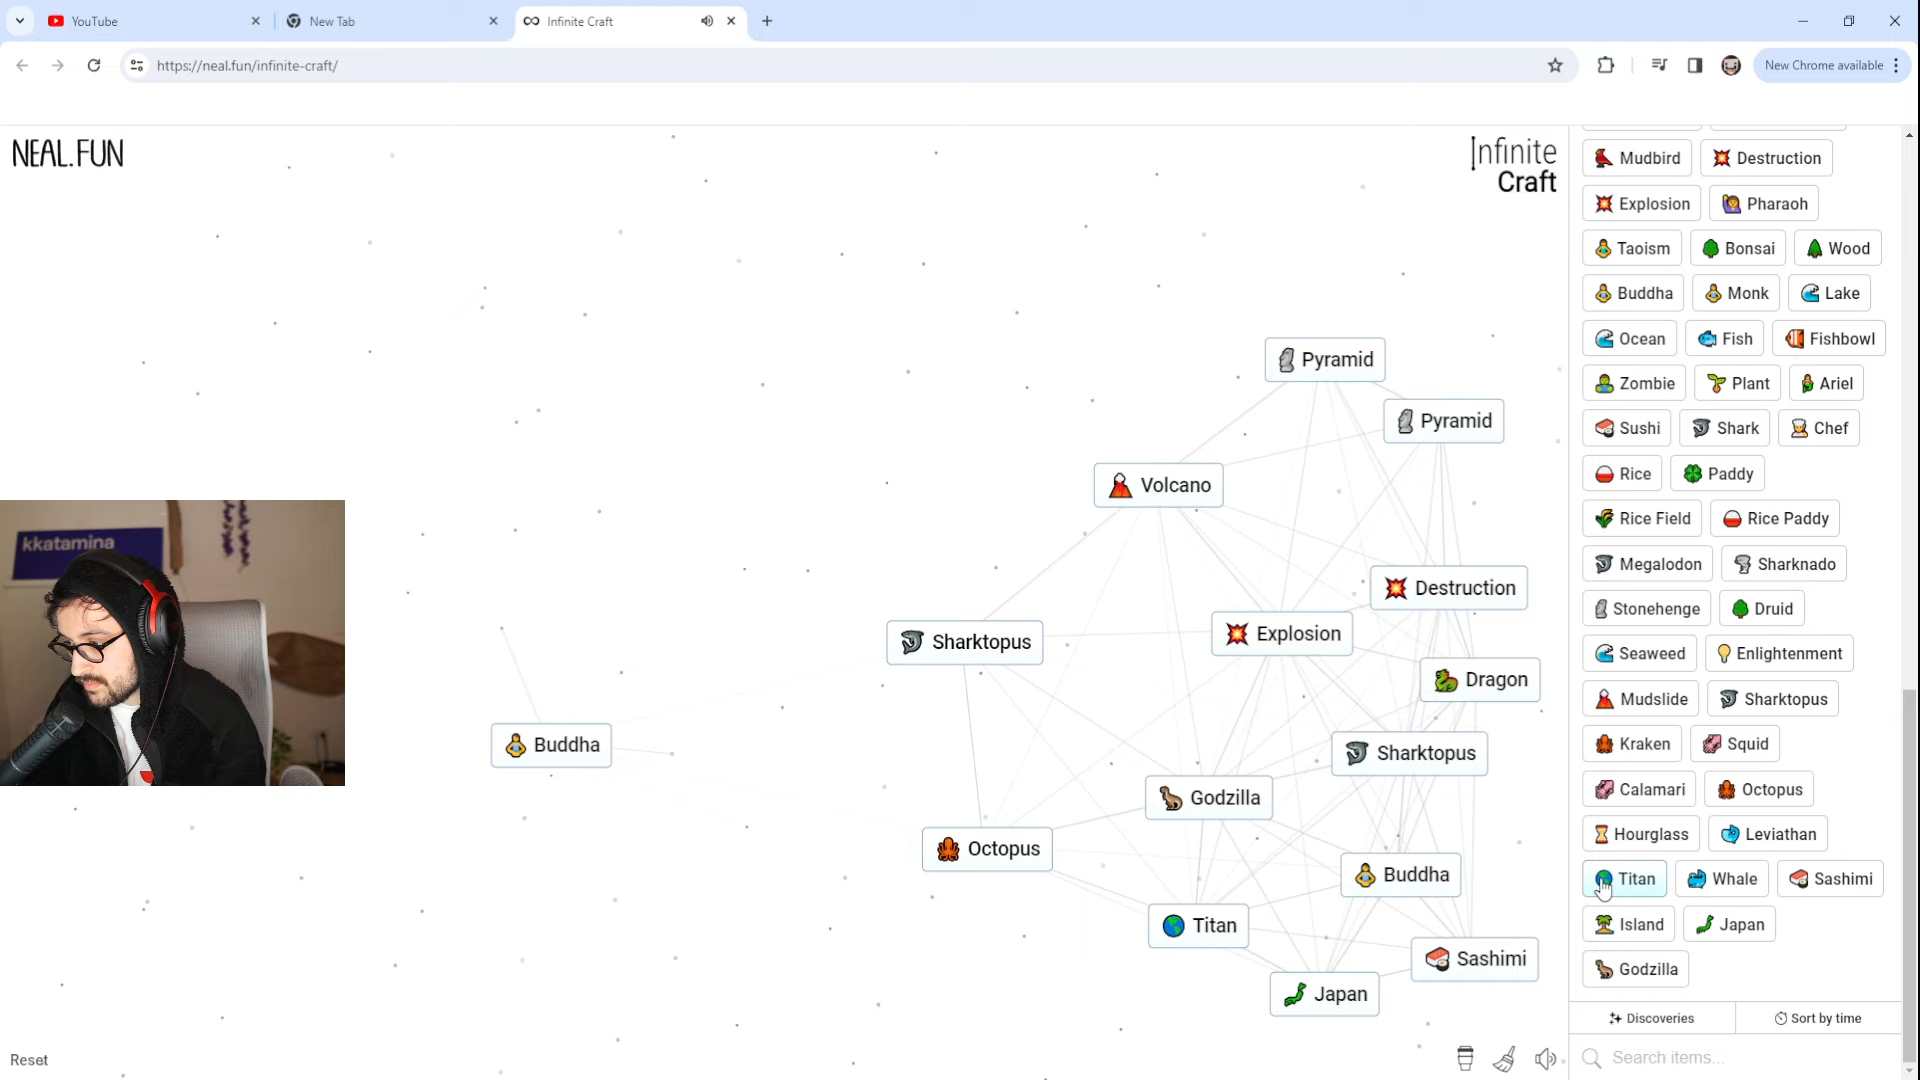 YouTube
New Tab
Infinite Craft
https://neal.fun/infinite-craft/
New Chrome available
NEAL.FUN
Infinite
Craft
Pyramid
Pyramid
Volcano
Destruction
Explosion
Sharktopus
Dragon
Buddha
Sharktopus
Godzilla
Octopus
Buddha
Titan
Sashimi
Japan
kkatamina
Reset
Mudbird Destruction
Explosion Pharaoh
Taoism Bonsai Wood
Buddha Monk Lake
Ocean Fish Fishbowl
Zombie Plant Ariel
Sushi Shark Chef
Rice Paddy
Rice Field Rice Paddy
Megalodon Sharknado
Stonehenge Druid
Seaweed Enlightenment
Mudslide Sharktopus
Kraken Squid
Calamari Octopus
Hourglass Leviathan
Titan Whale Sashimi
Island Japan
Godzilla
Discoveries Sort by time
Search items...